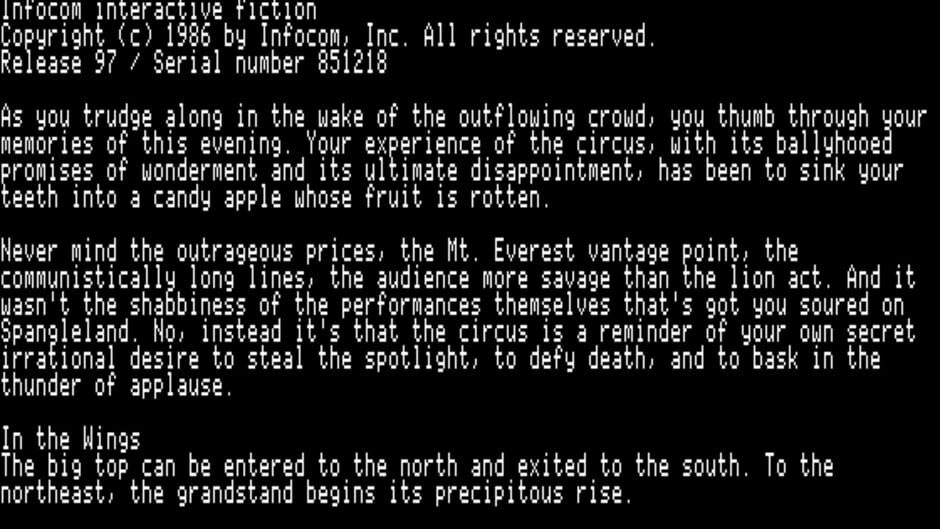 Infocom interactive fiction
Copyright (c) 1986 by Infocom, Inc. All rights reserved.
Release 97 / Serial number 851218
As you trudge along in the wake of the outflowing crowd, you thumb through your
memories of this evening. Your experience of the circus, with its ballyhooed
promises of wonderment and its ultimate disappointment, has been to sink your
teeth into a candy apple whose fruit is rotten.
Never mind the outrageous prices, the Mt. Everest vantage point, the
communistically long lines, the audience more savage than the lion act. And it
wasn't the shabbiness of the performances themselves that's got you soured on
Spangleland. No, instead it's that the circus is a reminder of your own secret
irrational desire to steal the spotlight, to defy death, and to bask in the
thunder of applause.
In the Wings
The big top can be entered to the north and exited to the south. To the
northeast, the grandstand begins its precipitous rise.